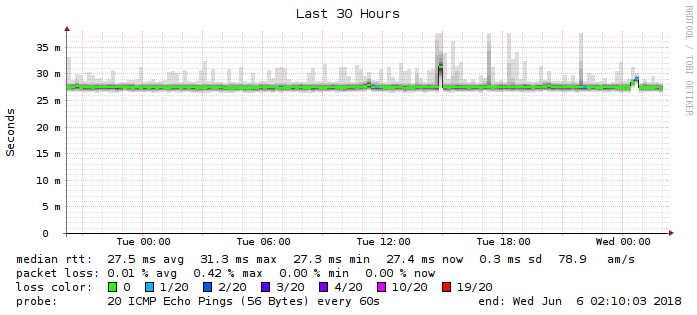 Last 30 Hours
RRDTOOL / TOBI OETIKER
Seconds
35 m
30 m
25 m
20 m
15 m
10 m
5 m
0
Tue 00:00 Tue 06:00 Tue 12:00 Tue 18:00 Wed 00:00
median rtt: 27.5 ms avg 31.3 ms max 27.3 ms min 27.4 ms now 0.3 ms sd 78.9 am/s
packet loss: 0.01 % avg 0.42 % max 0.00 % min 0.00 % now
loss color: 0 1/20 2/20 3/20 4/20 10/20 19/20
probe: 20 ICMP Echo Pings (56 Bytes) every 60s end: Wed Jun 6 02:10:03 2018